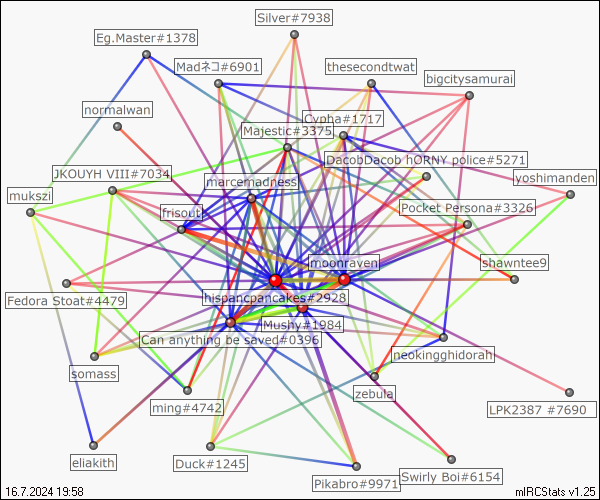 Silver#7938
Eg.Master#1378
Madネコ#6901
thesecondtwat
bigcitysamurai
normalwan
Cypha#1717
Majestic#3375
DacobDacob hORNY police#5271
JKOUYH VIII#7034
marcemadness
yoshimanden
mukszi
frisout
Pocket Persona#3326
moonraven
shawntee9
Fedora Stoat#4479
hispancpancakes#2928
Mushy#1984
Can anything be saved#0396
neokingghidorah
somass
zebula
ming#4742
LPK2387 #7690
eliakith
Duck#1245
Swirly Boi#6154
Pikabro#9971
16.7.2024 19:58
mIRCStats v1.25